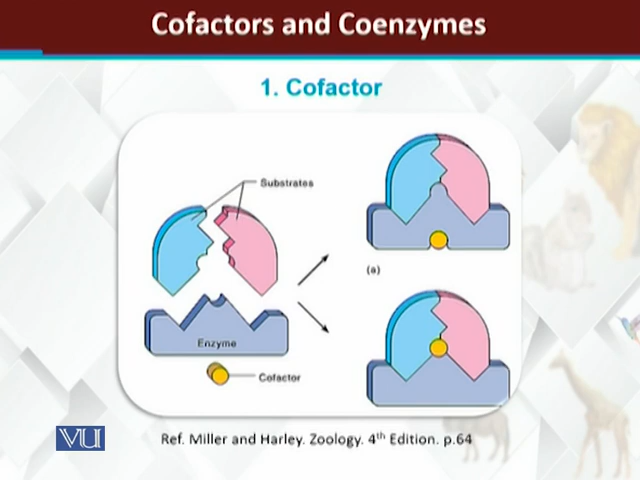 Cofactors and Coenzymes
1. Cofactor
Substrates
(a)
Enzyme
Cofactor
VU
Ref. Miller and Harley. Zoology. 4th Edition. p.64